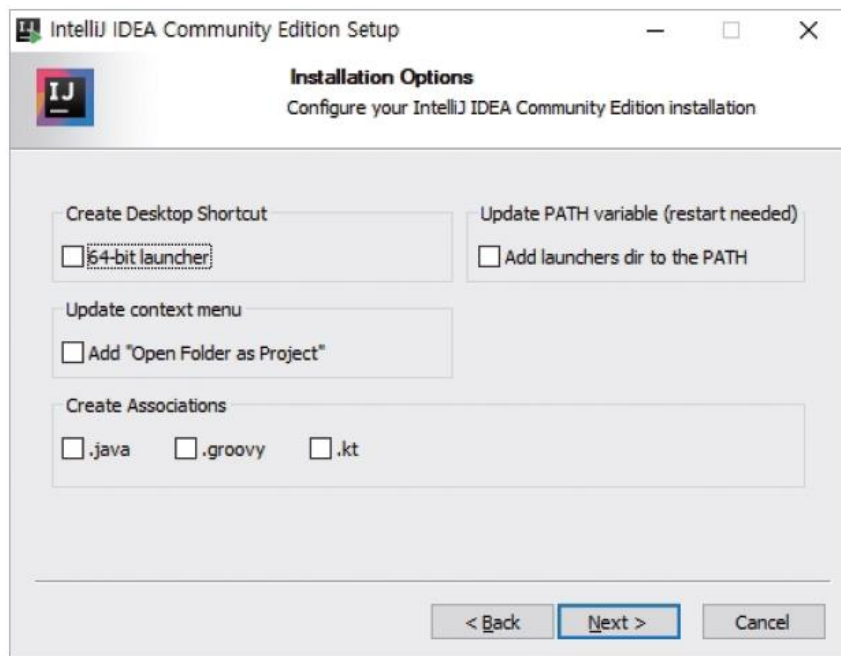 IntelliJ IDEA Community Edition Setup
IJ
Installation Options
Configure your IntelliJ IDEA Community Edition installation
Create Desktop Shortcut
64-bit launcher
Update PATH variable (restart needed)
Add launchers dir to the PATH
Update context menu
Add "Open Folder as Project"
Create Associations
.java .groovy .kt
< Back Next > Cancel